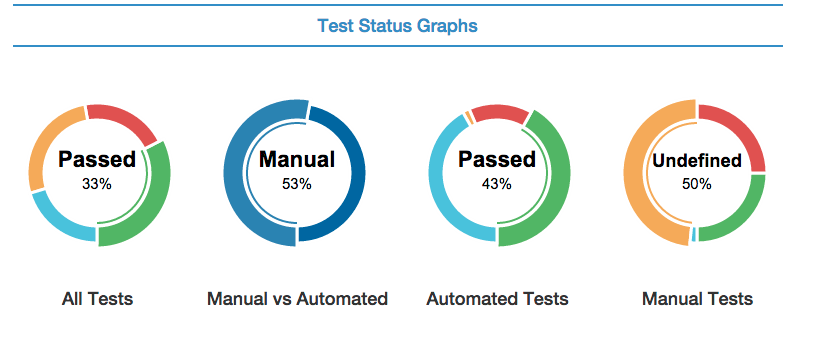 Test Status Graphs
Passed
33%
Manual
53%
Passed
43%
Undefined
50%
All Tests
Manual vs Automated
Automated Tests
Manual Tests